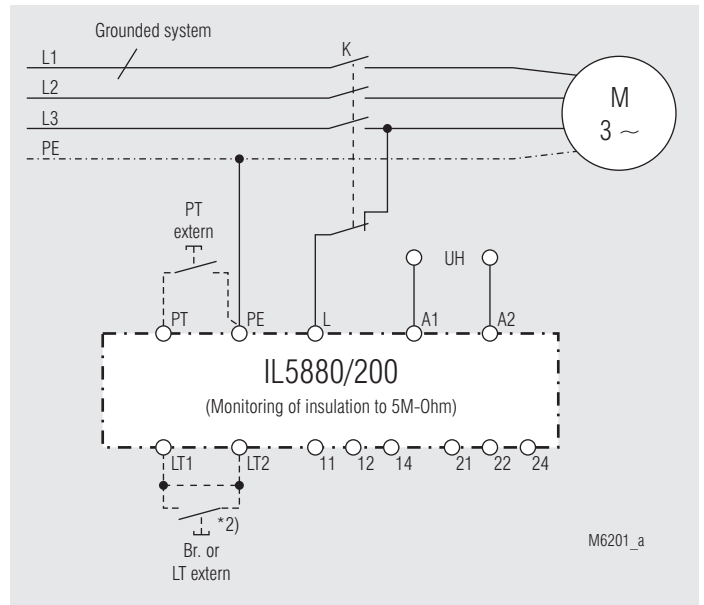 Grounded system
L1
K
L2
M
3 ~
L3
PE
PT
extern
UH
PT
PE
L
A1
A2
IL5880/200
(Monitoring of insulation to 5M-Ohm)
LT1
LT2
11
12
14
21
22
24
*2)
Br. or
LT extern
M6201_a